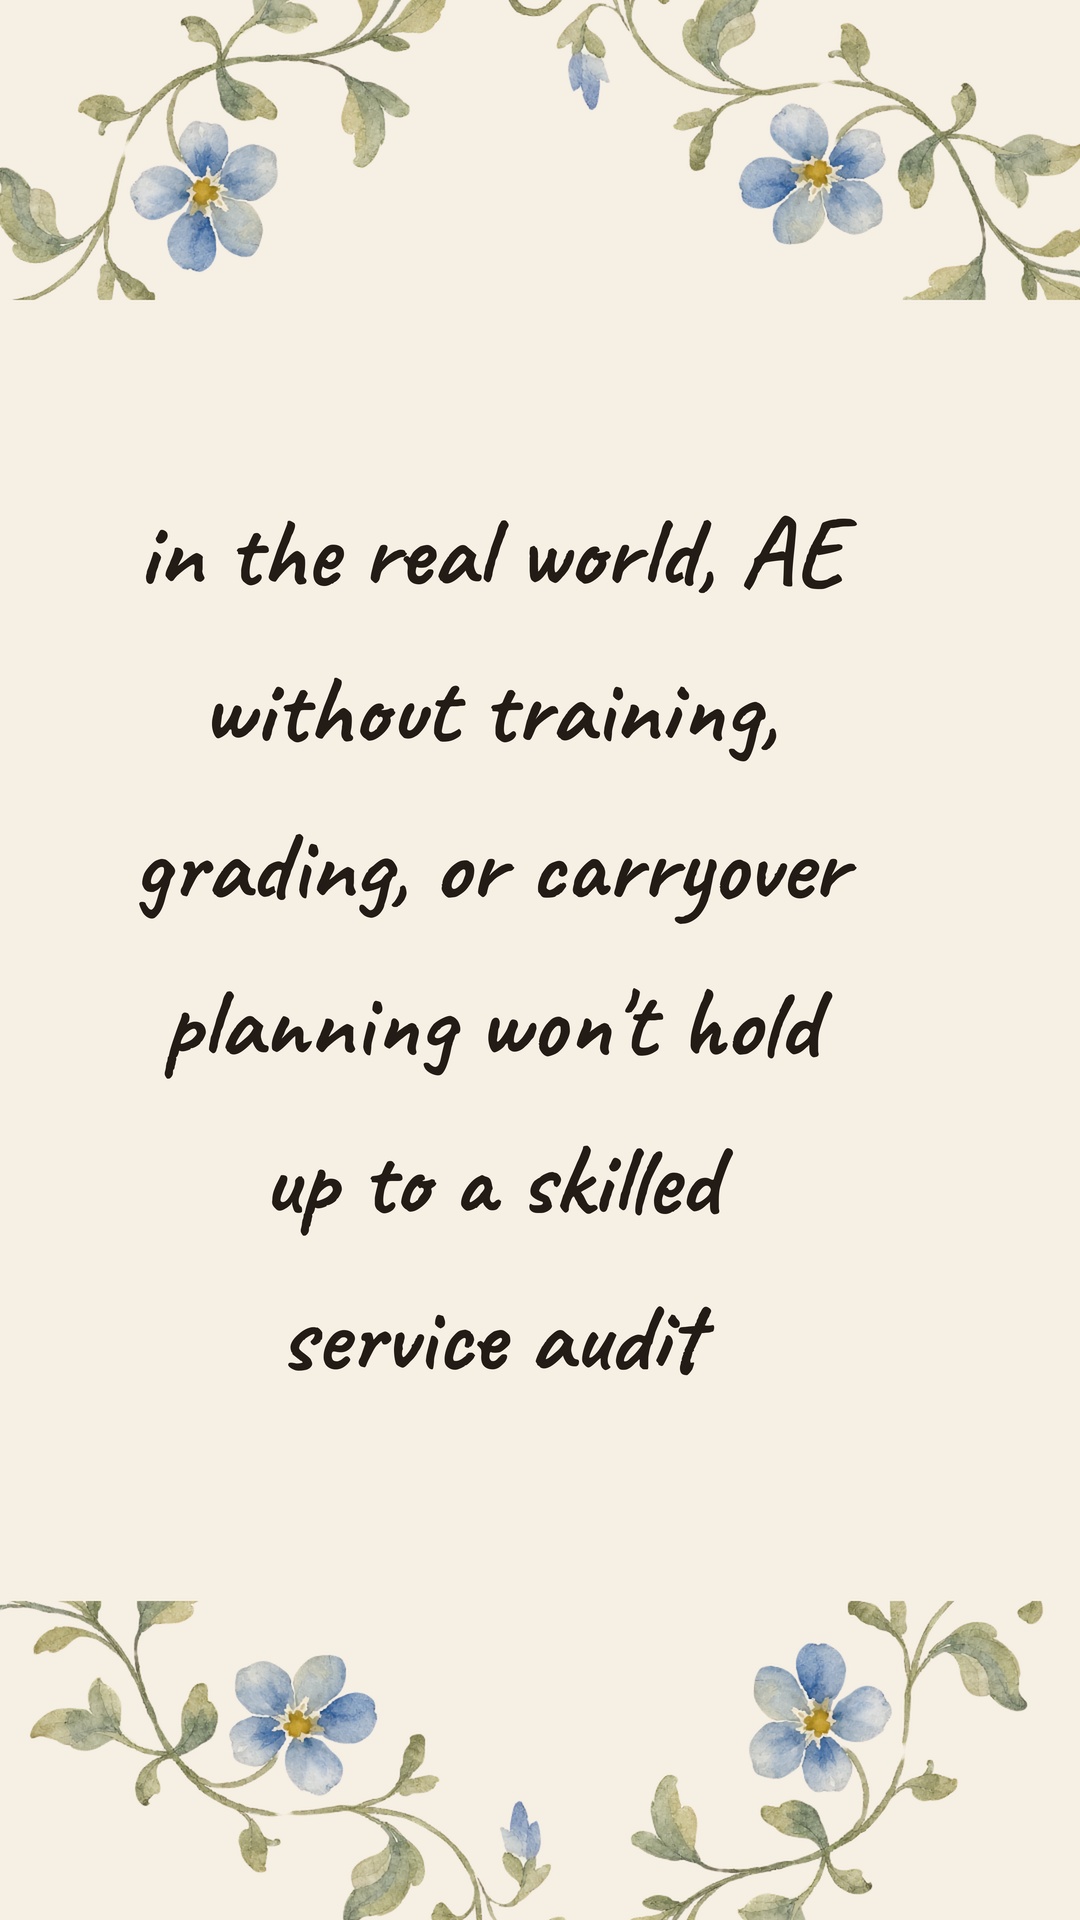 in the real world, AE
without training,
grading, or carryover
planning won't hold
up to a skilled
service audit